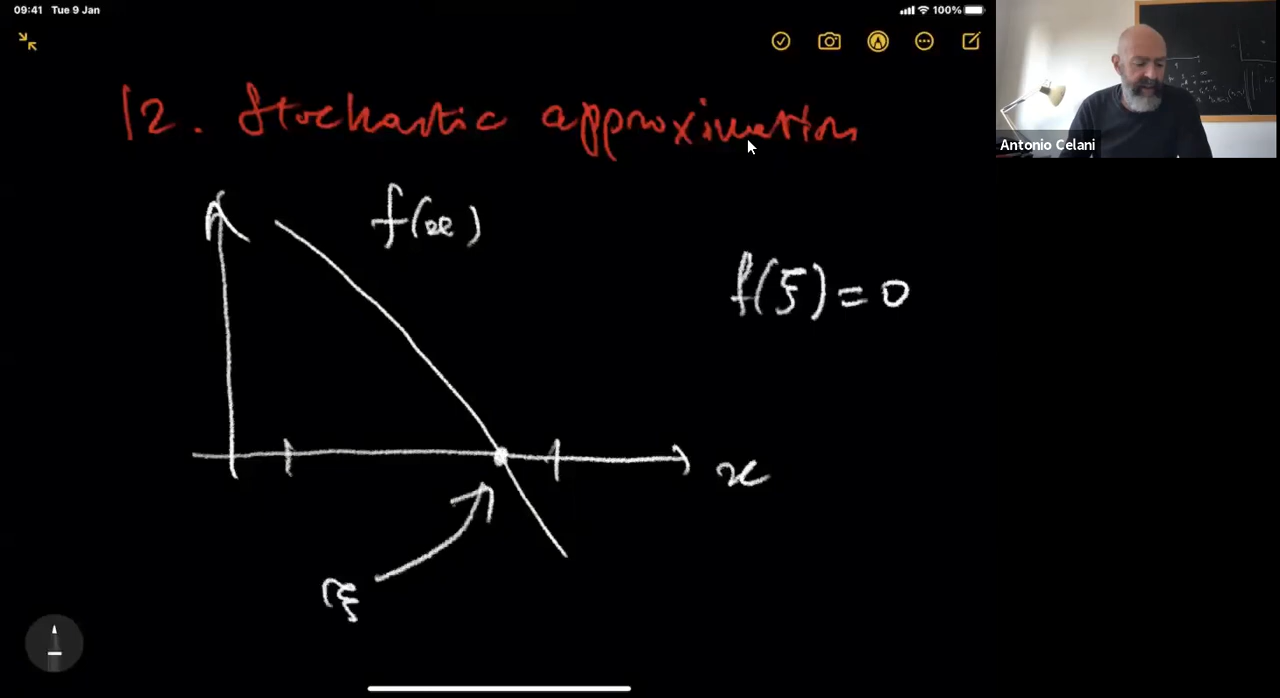 09:41 Tue 9 Jan
100%
Antonio Celani
12. Stochastic approximation
f(x)
f(ξ) = 0
x
ξ